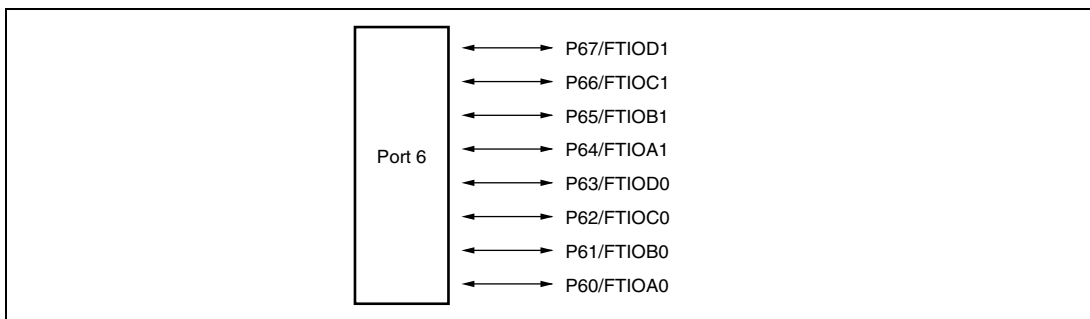 P67/FTIOD1
P66/FTIOC1
P65/FTIOB1
Port 6
P64/FTIOA1
P63/FTIOD0
P62/FTIOC0
P61/FTIOB0
P60/FTIOA0